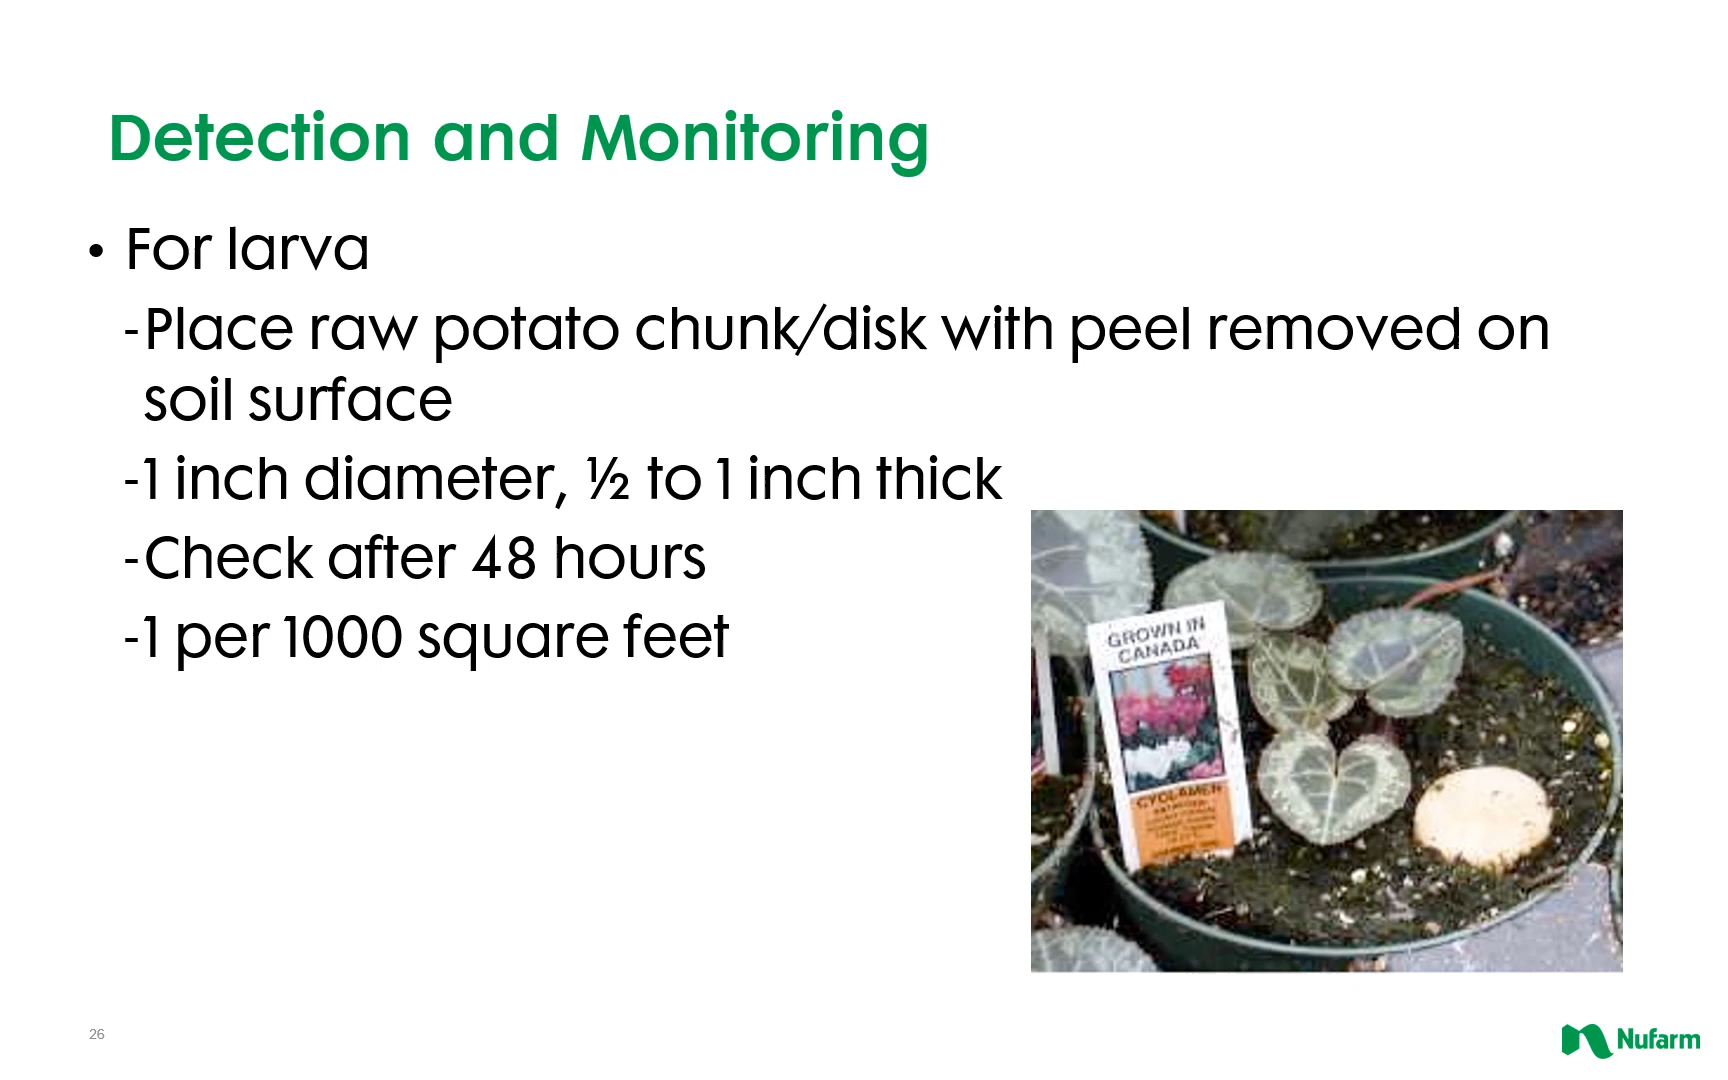 Detection and Monitoring
• For larva
-Place raw potato chunk/disk with peel removed on
soil surface
-1 inch diameter, ½ to 1 inch thick
-Check after 48 hours
-1 per 1000 square feet
GROWN IN
CANADA
CYCLAMEN
26
Nufarm